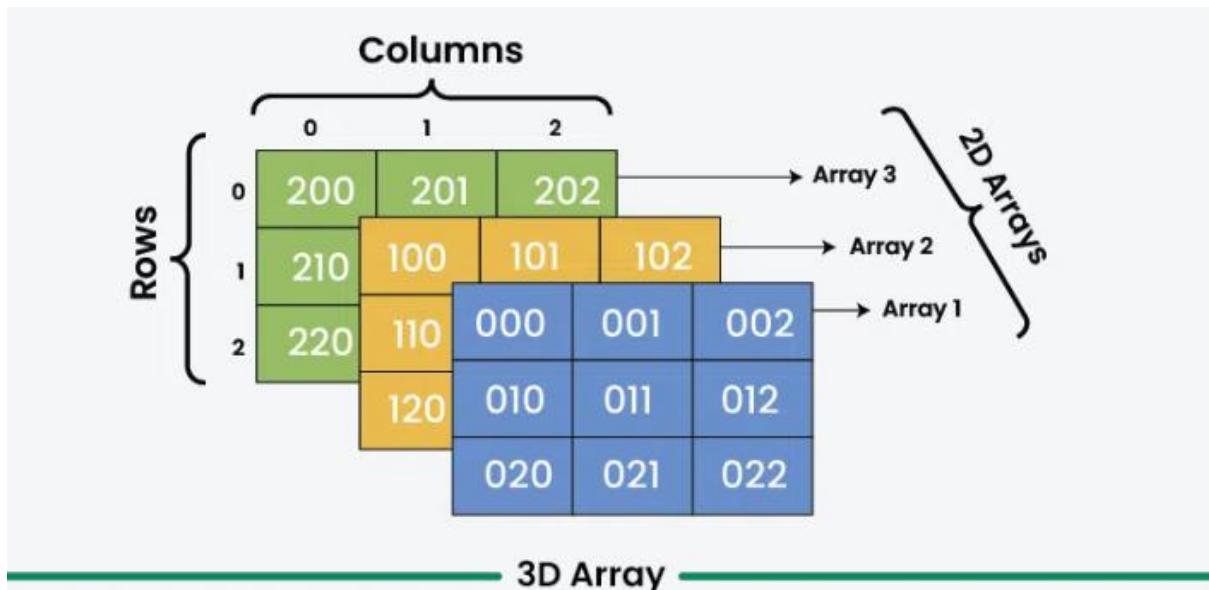 Columns
0 1 2
Rows
0 200 201 202 Array 3
2D Arrays
1 210 100 101 102 Array 2
2 220 110 000 001 002 Array 1
120 010 011 012
020 021 022
3D Array